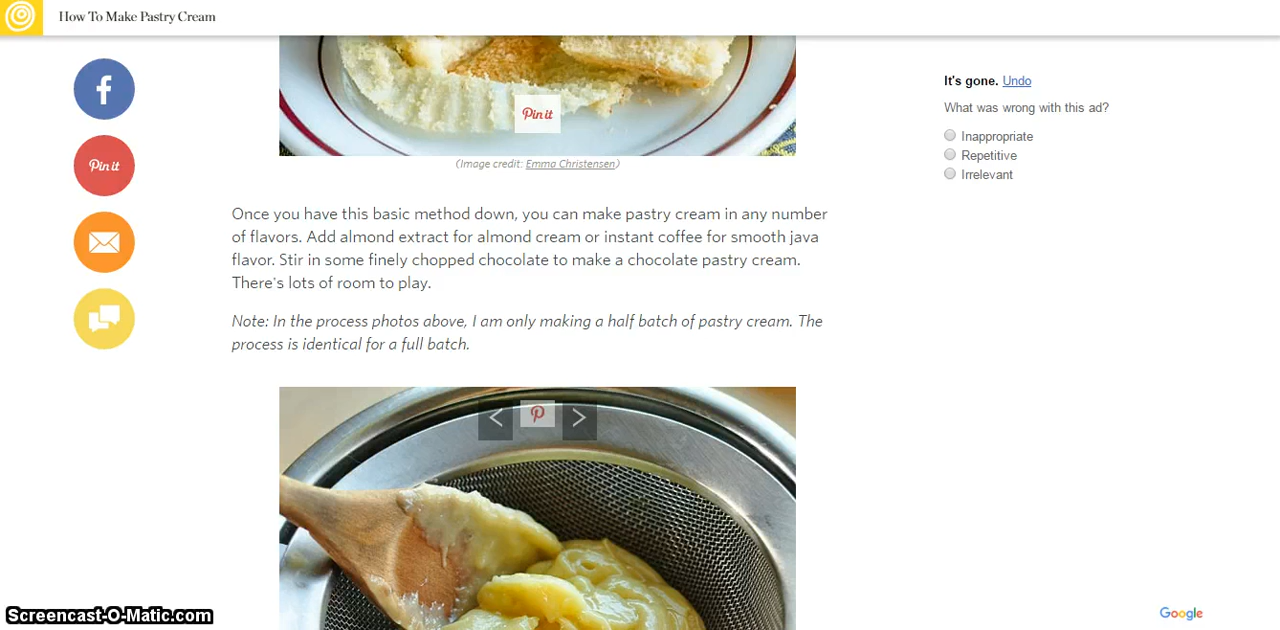 How To Make Pastry Cream
Pin it
Pin it
(Image credit: Emma Christensen)
Once you have this basic method down, you can make pastry cream in any number
of flavors. Add almond extract for almond cream or instant coffee for smooth java
flavor. Stir in some finely chopped chocolate to make a chocolate pastry cream.
There's lots of room to play.
Note: In the process photos above, I am only making a half batch of pastry cream. The
process is identical for a full batch.
It's gone. Undo
What was wrong with this ad?
Inappropriate
Repetitive
Irrelevant
Screencast-O-Matic.com
Google